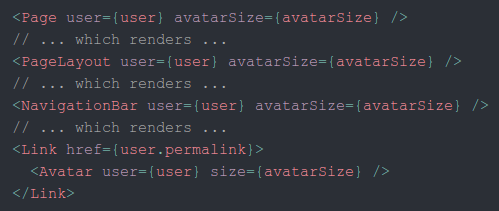 <Page user={user} avatarSize={avatarSize} />
// ... which renders ...
<PageLayout user={user} avatarSize={avatarSize} />
// ... which renders ...
<NavigationBar user={user} avatarSize={avatarSize} />
// ... which renders ...
<Link href={user.permalink}>
  <Avatar user={user} size={avatarSize} />
</Link>